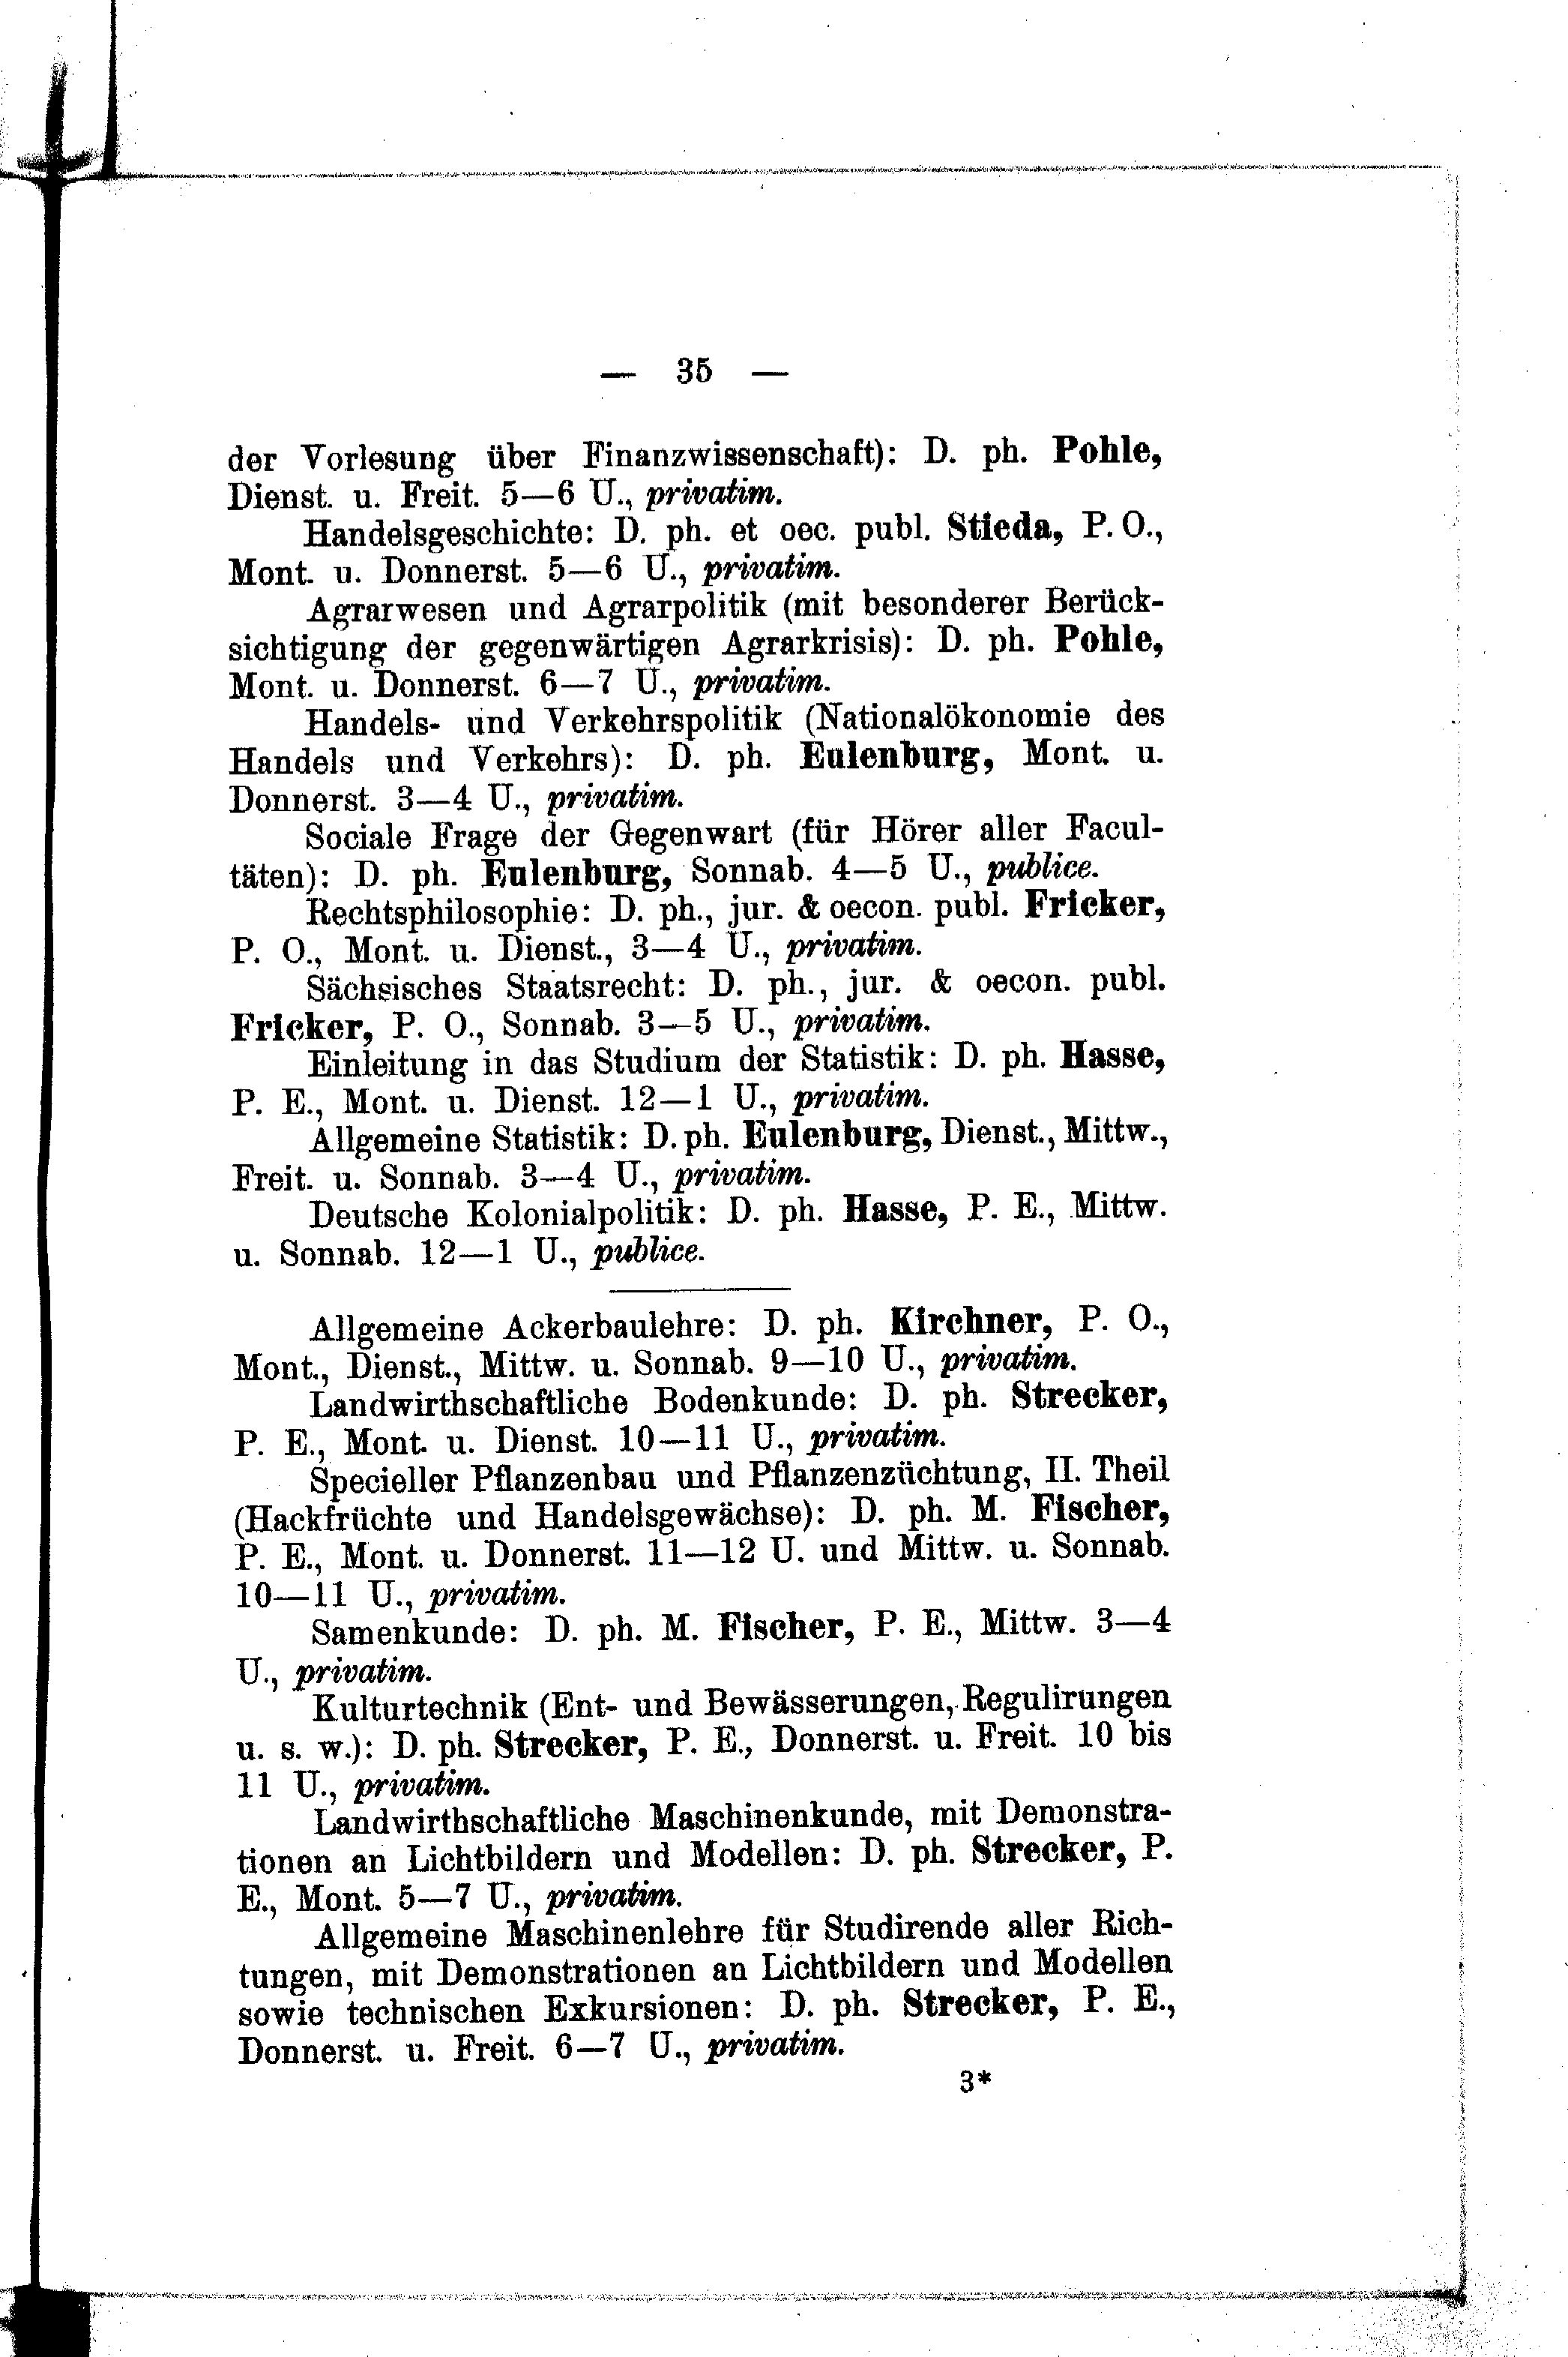 — 35 —
der Vorlesung über Finanzwissenschaft): D. ph. Pohle,
Dienst. u. Freit. 5—6 U., privatim.
Handelsgeschichte: D. ph. et oec. publ. Stieda, P. O.,
Mont. u. Donnerst. 5—6 U., privatim.
Agrarwesen und Agrarpolitik (mit besonderer Berück-
sichtigung der gegenwärtigen Agrarkrisis): D. ph. Pohle,
Mont. u. Donnerst. 6—7 U., privatim.
Handels- und Verkehrspolitik (Nationalökonomie des
Handels und Verkehrs): D. ph. Eulenburg, Mont. u.
Donnerst. 3—4 U., privatim.
Sociale Frage der Gegenwart (für Hörer aller Facul-
täten): D. ph. Eulenburg, Sonnab. 4—5 U., publice.
Rechtsphilosophie: D. ph., jur. & oecon. publ. Fricker,
P. O., Mont. u. Dienst., 3—4 U., privatim.
Sächsisches Staatsrecht: D. ph., jur. & oecon. publ.
Fricker, P. O., Sonnab. 3—5 U., privatim.
Einleitung in das Studium der Statistik: D. ph. Hasse,
P. E., Mont. u. Dienst. 12—1 U., privatim.
Allgemeine Statistik: D. ph. Eulenburg, Dienst., Mittw.,
Freit. u. Sonnab. 3—4 U., privatim.
Deutsche Kolonialpolitik: D. ph. Hasse, P. E., Mittw.
u. Sonnab. 12—1 U., publice.
Allgemeine Ackerbaulehre: D. ph. Kirchner, P. O.,
Mont., Dienst., Mittw. u. Sonnab. 9—10 U., privatim.
Landwirthschaftliche Bodenkunde: D. ph. Strecker,
P. E., Mont. u. Dienst. 10—11 U., privatim.
Specieller Pflanzenbau und Pflanzenzüchtung, II. Theil
(Hackfrüchte und Handelsgewächse): D. ph. M. Fischer,
P. E., Mont. u. Donnerst. 11—12 U. und Mittw. u. Sonnab.
10—11 U., privatim.
Samenkunde: D. ph. M. Fischer, P. E., Mittw. 3—4
U., privatim.
Kulturtechnik (Ent- und Bewässerungen, Regulirungen
u. s. w.): D. ph. Strecker, P. E., Donnerst. u. Freit. 10 bis
11 U., privatim.
Landwirthschaftliche Maschinenkunde, mit Demonstra-
tionen an Lichtbildern und Modellen: D. ph. Strecker, P.
E., Mont. 5—7 U., privatim.
Allgemeine Maschinenlehre für Studirende aller Rich-
tungen, mit Demonstrationen an Lichtbildern und Modellen
sowie technischen Exkursionen: D. ph. Strecker, P. E.,
Donnerst. u. Freit. 6—7 U., privatim.
3*